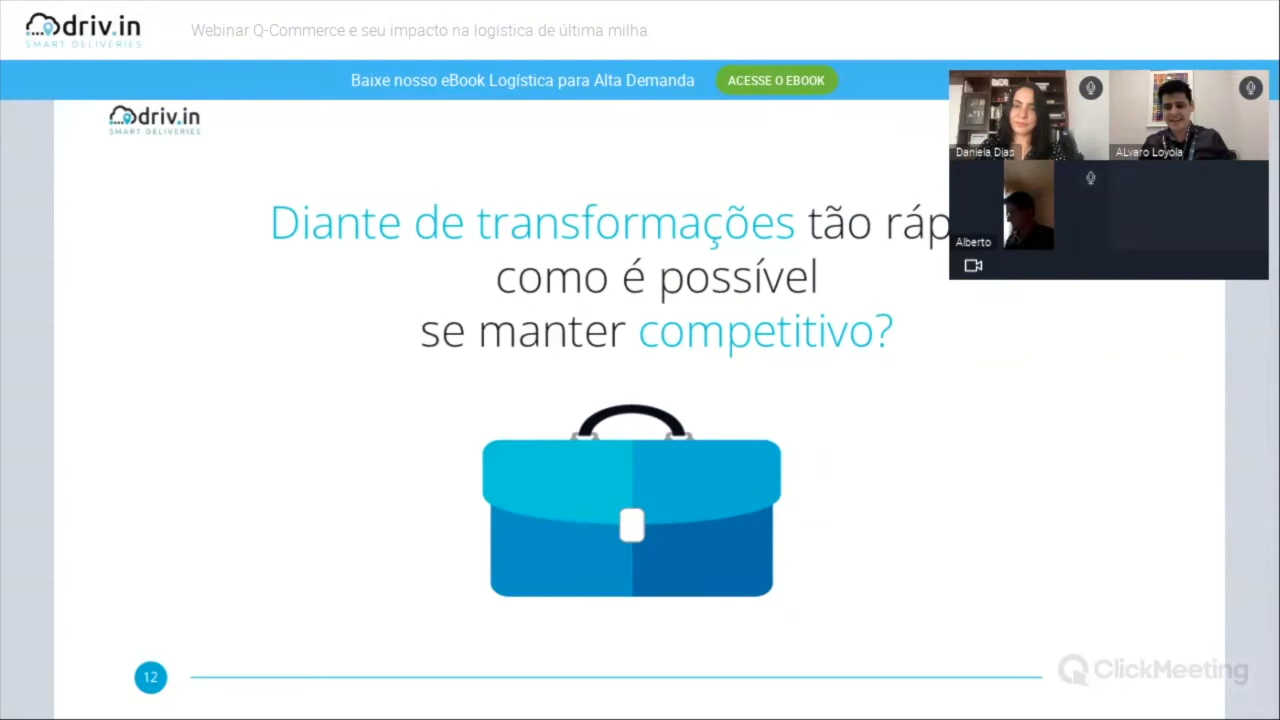 driv.in
SMART DELIVERIES
Webinar Q-Commerce e seu impacto na logística de última milha
Baixe nosso eBook Logística para Alta Demanda
ACESSE O EBOOK
driv.in
SMART DELIVERIES
Daniela Dias
ALvaro Loyola
Alberto
Diante de transformações tão ráp
como é possível
se manter competitivo?
12
ClickMeeting